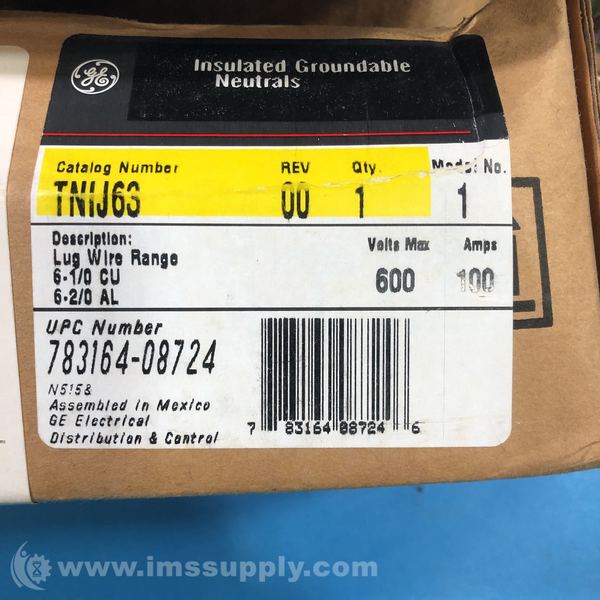 GE
Insulated Groundable
Neutrals
Catalog Number REV Qty. Model No.
TNIJ63 00 1 1
Description: Volts Max Amps
Lug Wire Range
6-1/0 CU 600 100
6-2/0 AL
UPC Number
783164-08724
N5158
Assembled in Mexico
GE Electrical
Distribution & Control
7 83164 08724 6
www.imssupply.com